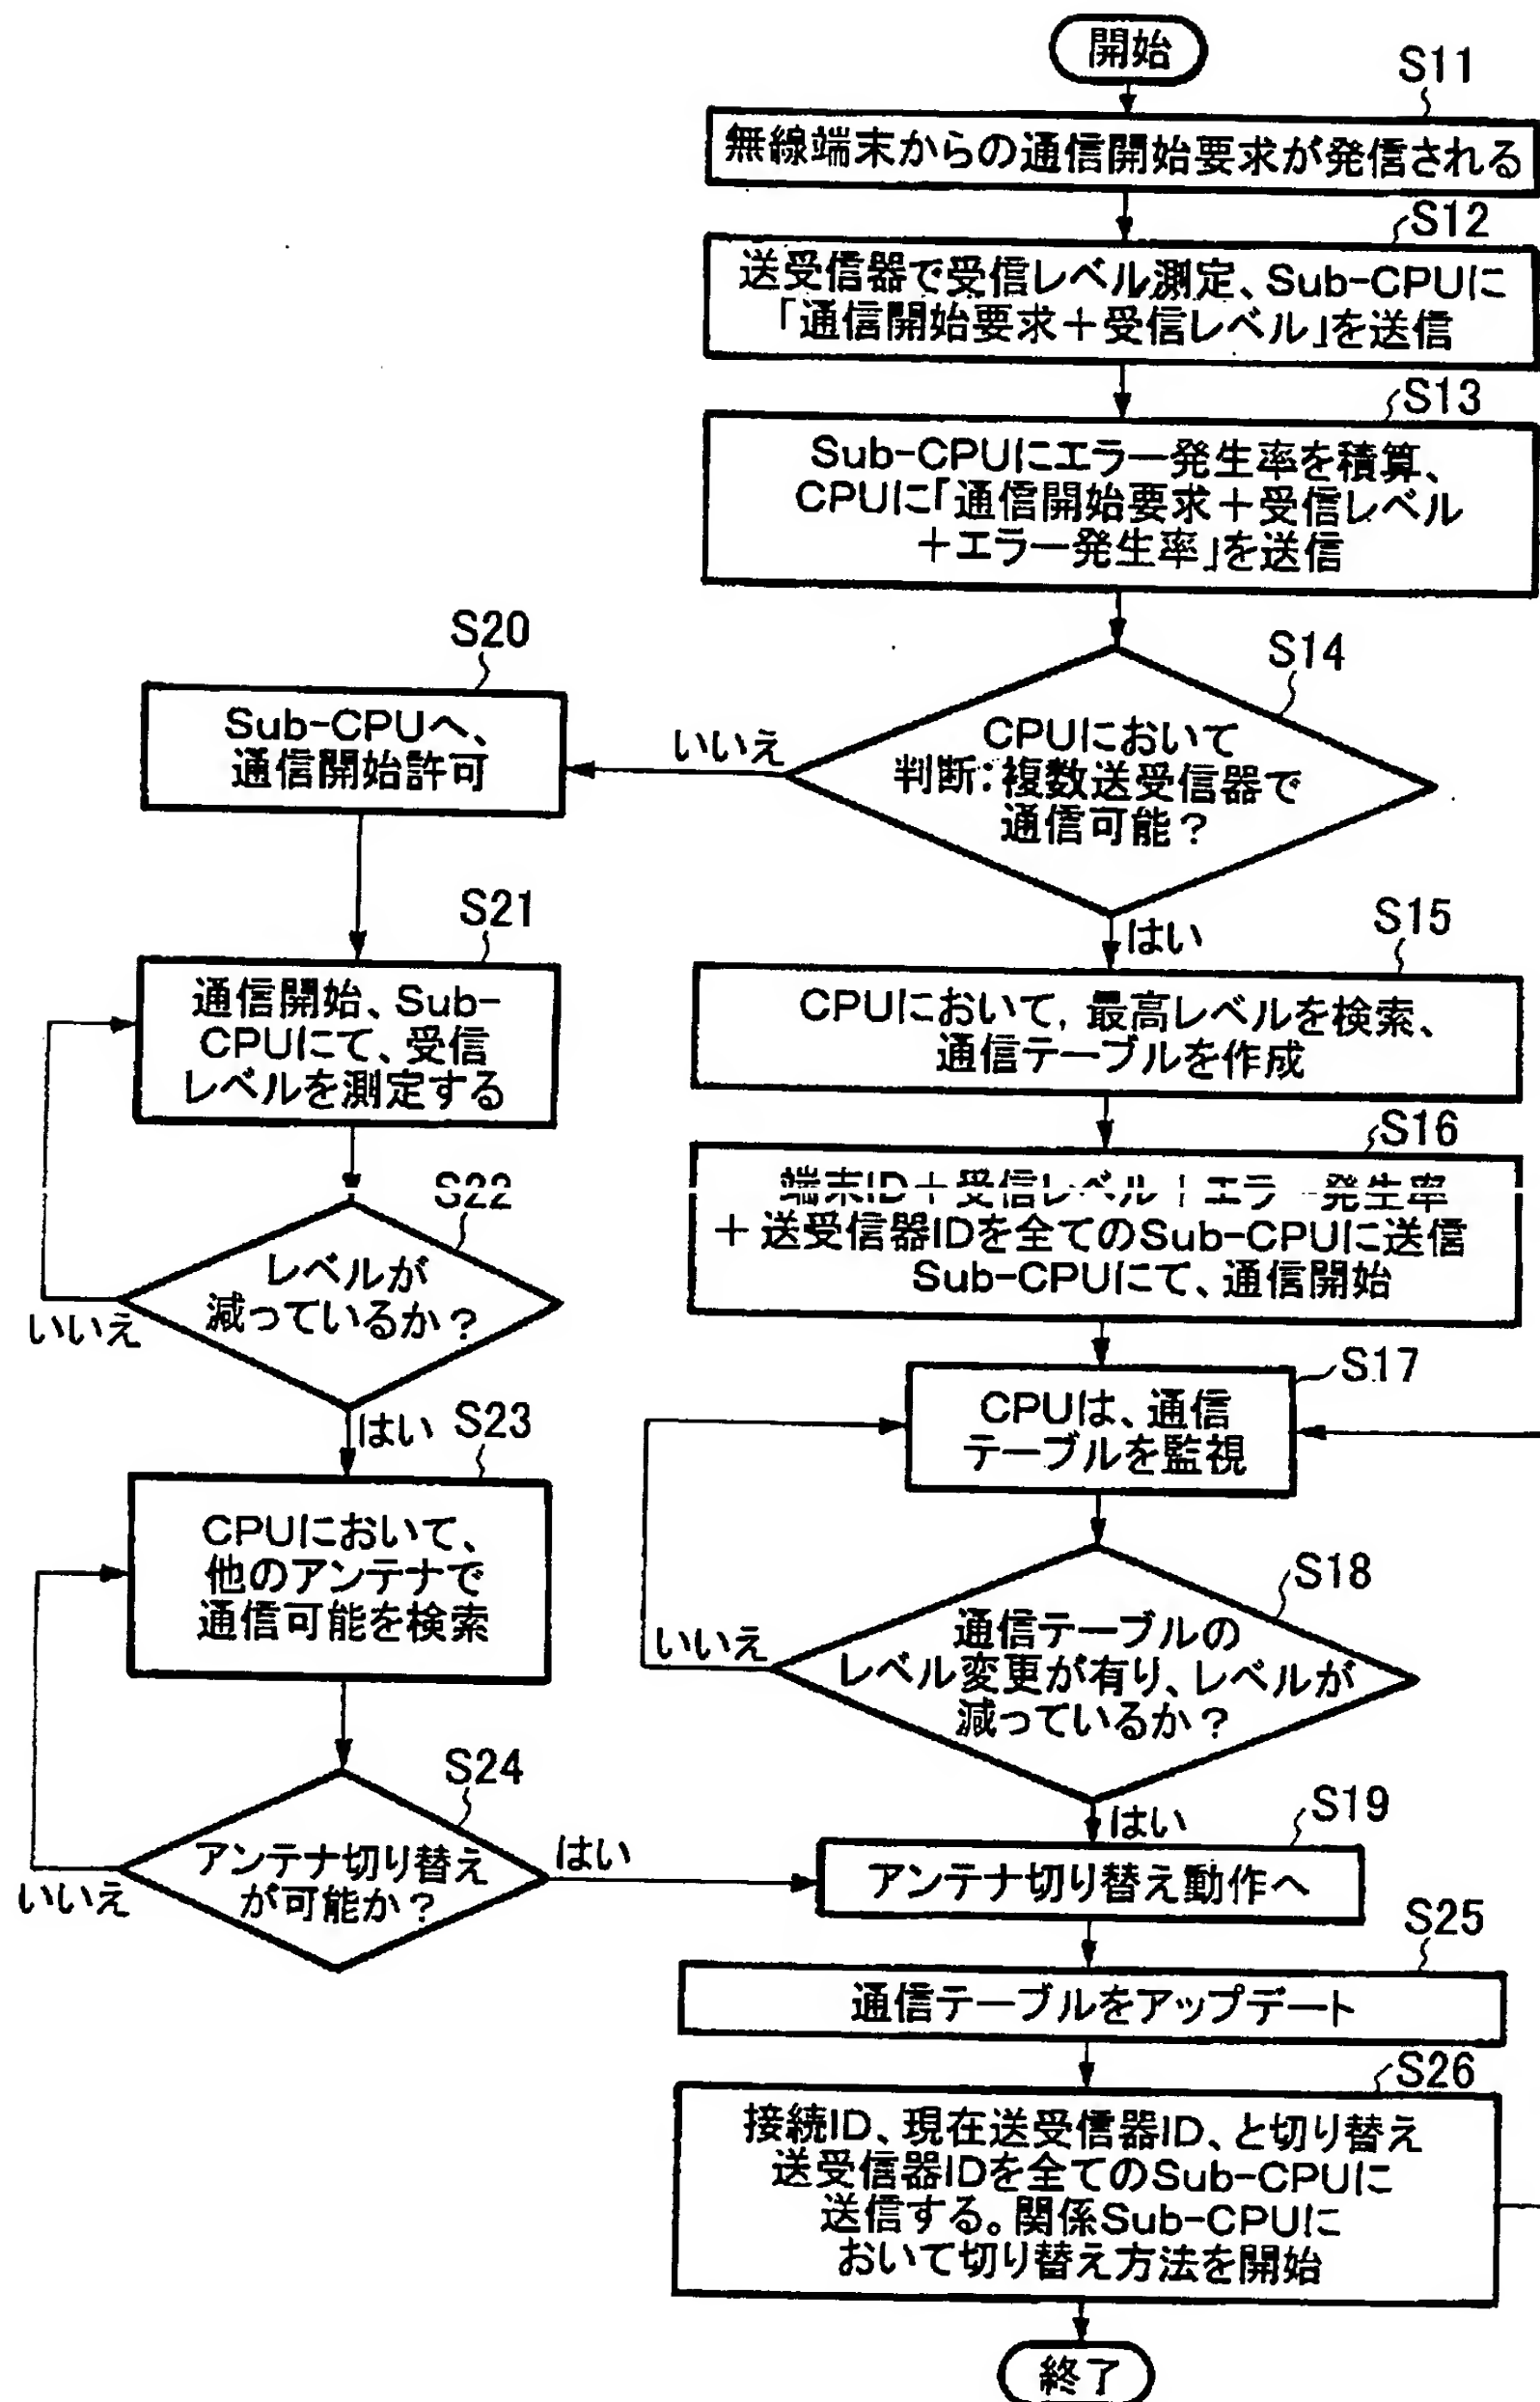 開始
S11
無線端末からの通信開始要求が発信される
S12
送受信器で受信レベル測定、Sub-CPUに
「通信開始要求+受信レベル」を送信
S13
Sub-CPUにエラー発生率を積算、
CPUに「通信開始要求+受信レベル
+エラー発生率」を送信
S14
CPUにおいて
判断:複数送受信器で
通信可能?
いいえ
はい
S20
Sub-CPUへ、
通信開始許可
S21
通信開始、Sub-
CPUにて、受信
レベルを測定する
S22
レベルが
減っているか?
いいえ
はい
S23
CPUにおいて、
他のアンテナで
通信可能を検索
S24
アンテナ切り替え
が可能か?
いいえ
はい
S15
CPUにおいて, 最高レベルを検索、
通信テーブルを作成
S16
端末ID+受信レベル+エラー発生率
+送受信器IDを全てのSub-CPUに送信
Sub-CPUにて、通信開始
S17
CPUは、通信
テーブルを監視
S18
通信テーブルの
レベル変更が有り、レベルが
減っているか?
いいえ
はい
S19
アンテナ切り替え動作へ
S25
通信テーブルをアップデート
S26
接続ID、現在送受信器ID、と切り替え
送受信器IDを全てのSub-CPUに
送信する。関係Sub-CPUに
おいて切り替え方法を開始
終了